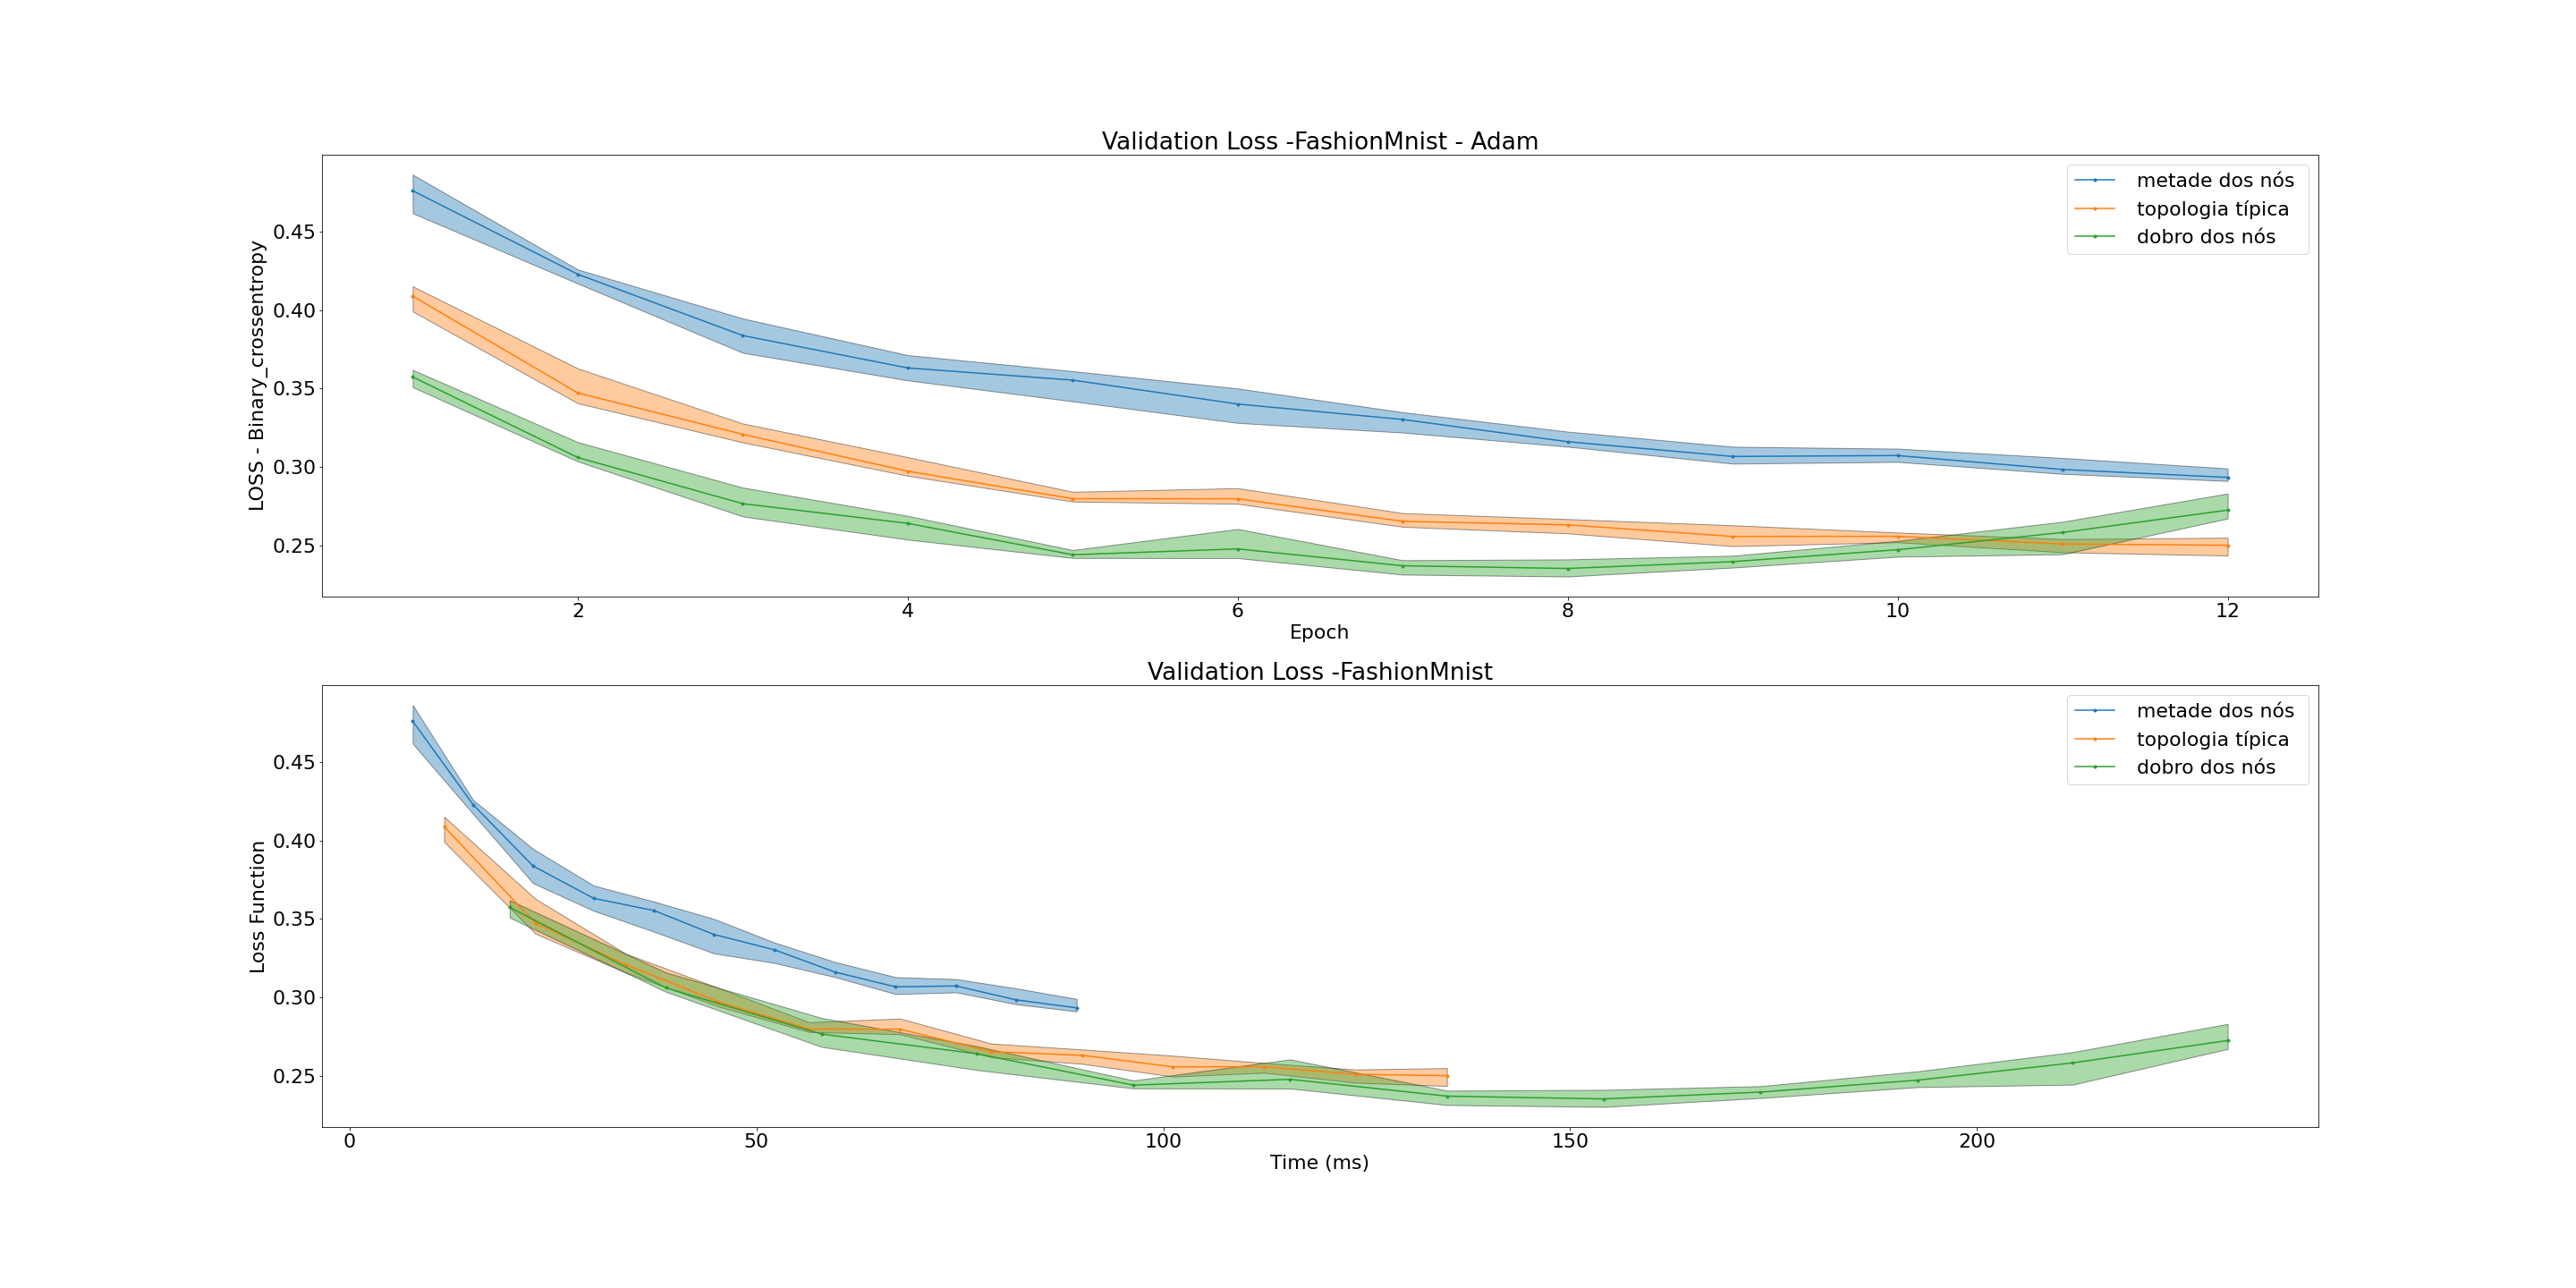 Validation Loss -FashionMnist - Adam
LOSS - Binary_crossentropy
0.45
0.40
0.35
0.30
0.25
metade dos nós
topologia típica
dobro dos nós
2 4 6 8 10 12
Epoch
Validation Loss -FashionMnist
Loss Function
0.45
0.40
0.35
0.30
0.25
metade dos nós
topologia típica
dobro dos nós
0 50 100 150 200
Time (ms)